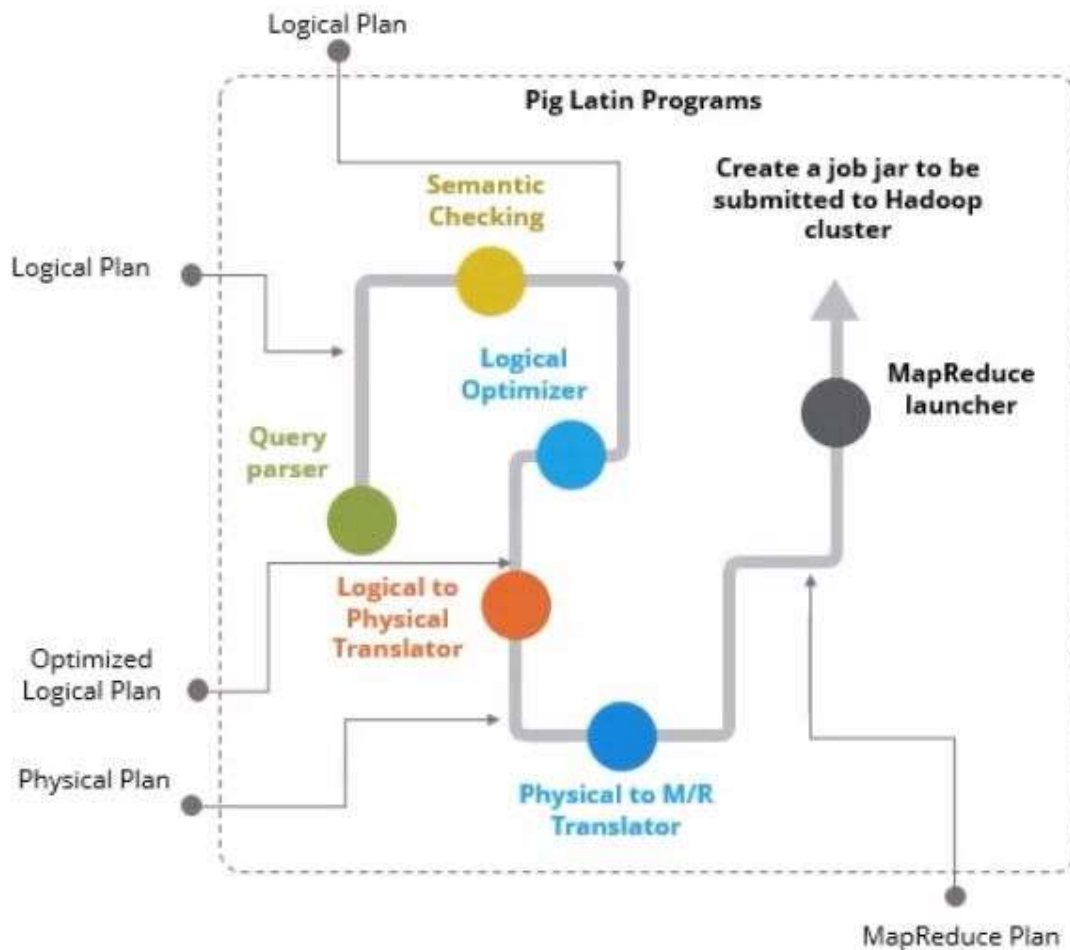 Logical Plan
Pig Latin Programs
Create a job jar to be
submitted to Hadoop
cluster
Semantic
Checking
Logical Plan
Logical
Optimizer
MapReduce
launcher
Query
parser
Logical to
Physical
Translator
Optimized
Logical Plan
Physical Plan
Physical to M/R
Translator
MapReduce Plan